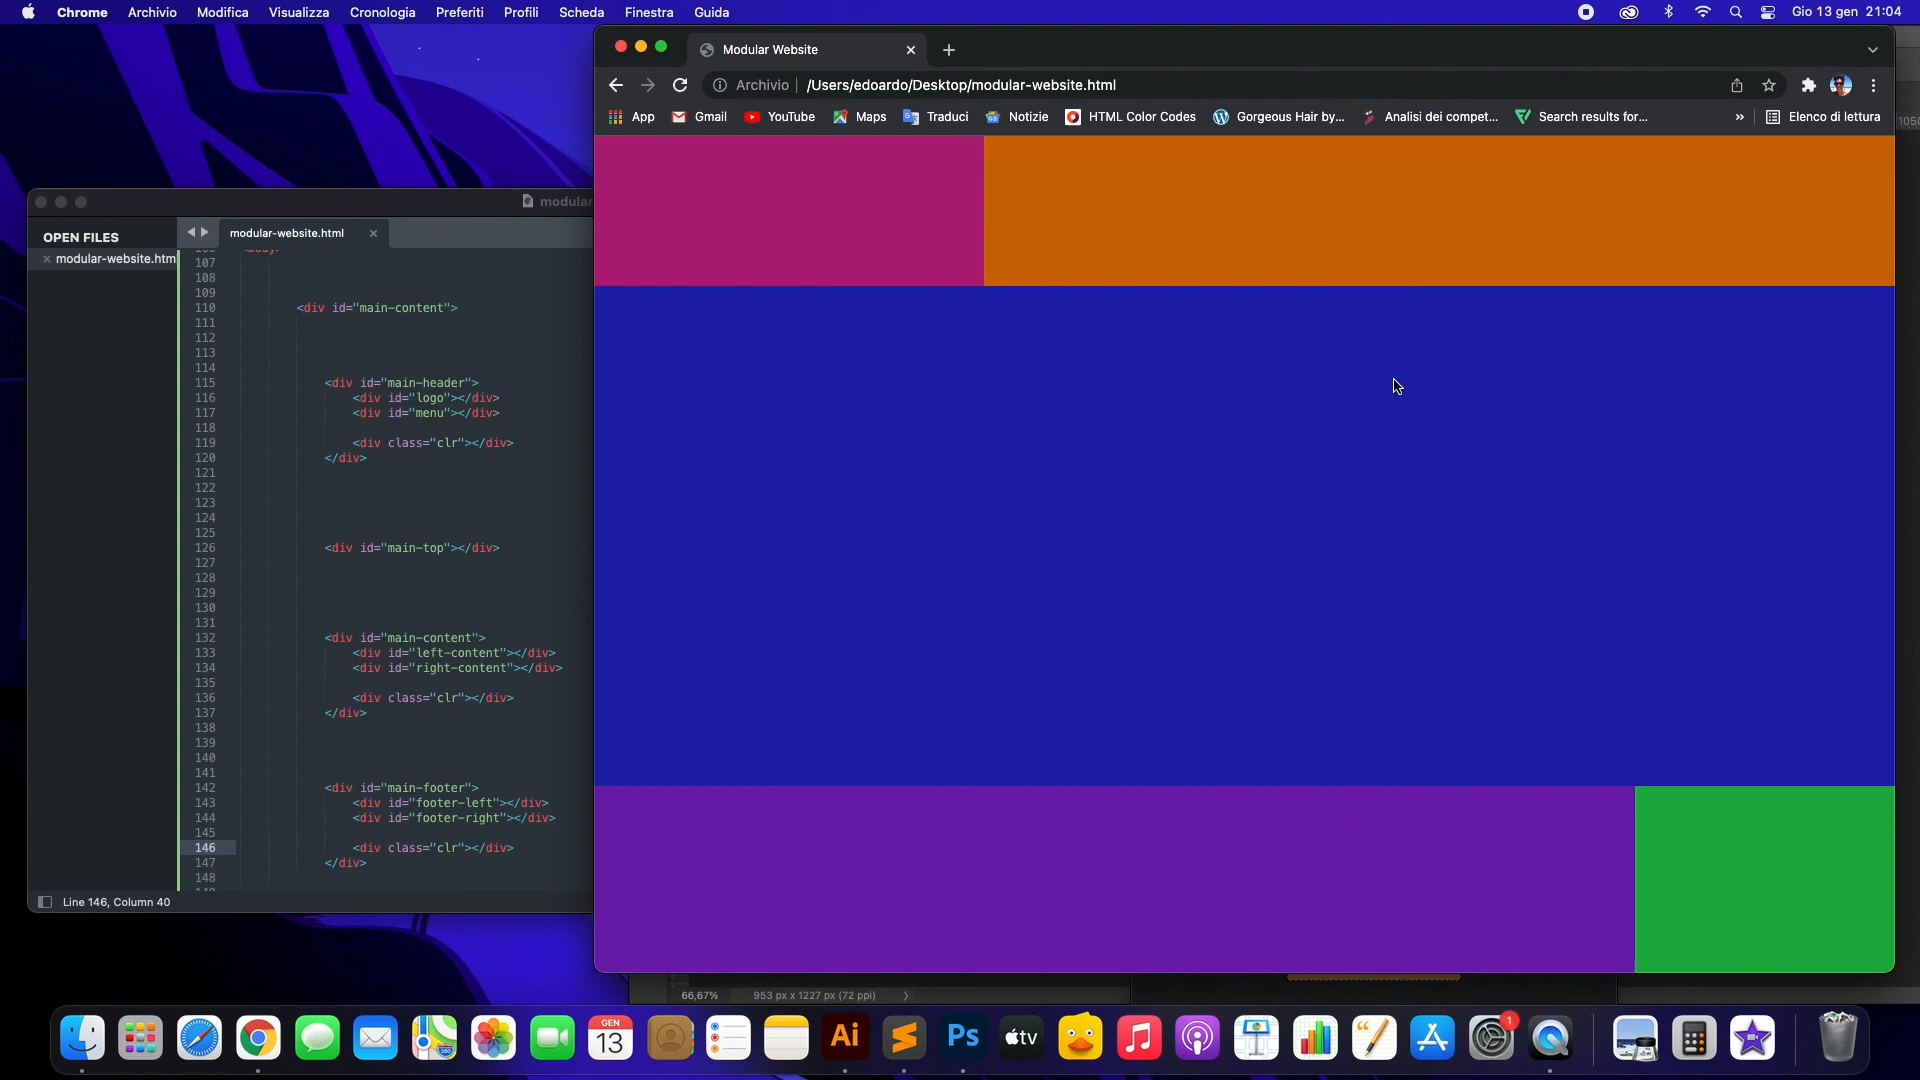 Chrome Archivio Modifica Visualizza Cronologia Preferiti Profili Scheda Finestra Guida Gio 13 gen 21:04
Modular Website
Archivio /Users/edoardo/Desktop/modular-website.html
App Gmail YouTube Maps Traduci Notizie HTML Color Codes Gorgeous Hair by... Analisi dei compet... Search results for... » Elenco di lettura
1050
modular
OPEN FILES
modular-website.html
modular-website.htm
107
108
109
110 <div id="main-content">
111
112
113
114
115 <div id="main-header">
116 <div id="logo"></div>
117 <div id="menu"></div>
118
119 <div class="clr"></div>
120 </div>
121
122
123
124
125
126 <div id="main-top"></div>
127
128
129
130
131
132 <div id="main-content">
133 <div id="left-content"></div>
134 <div id="right-content"></div>
135
136 <div class="clr"></div>
137 </div>
138
139
140
141
142 <div id="main-footer">
143 <div id="footer-left"></div>
144 <div id="footer-right"></div>
145
146 <div class="clr"></div>
147 </div>
148
Line 146, Column 40
66,67% 953 px x 1227 px (72 ppi)
GEN
13
280
Ai
Ps
tv
1